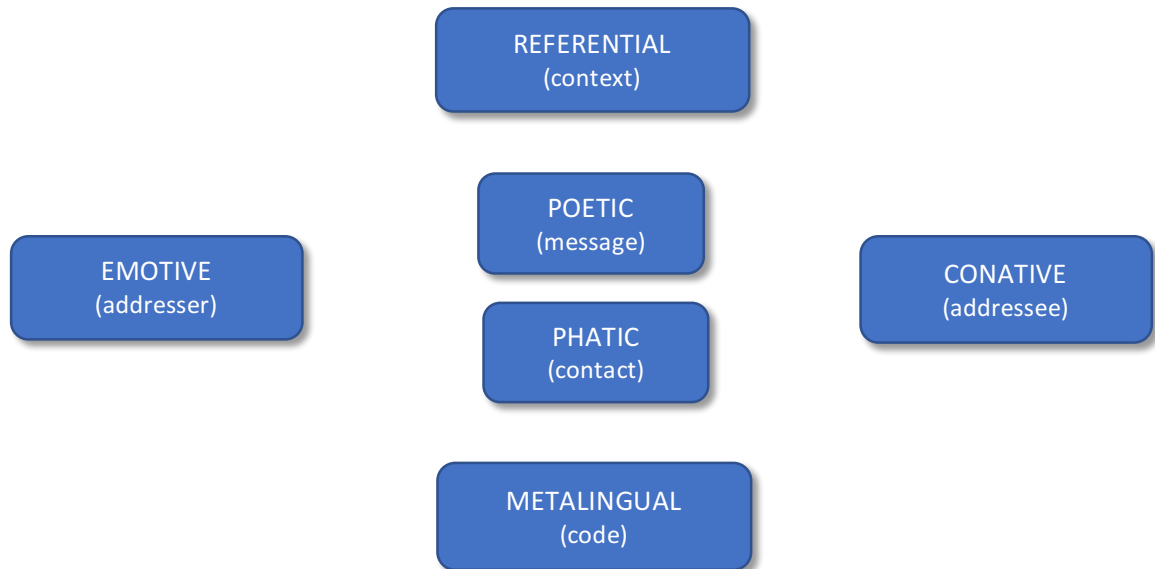 REFERENTIAL
(context)
POETIC
(message)
EMOTIVE
(addresser)
CONATIVE
(addressee)
PHATIC
(contact)
METALINGUAL
(code)